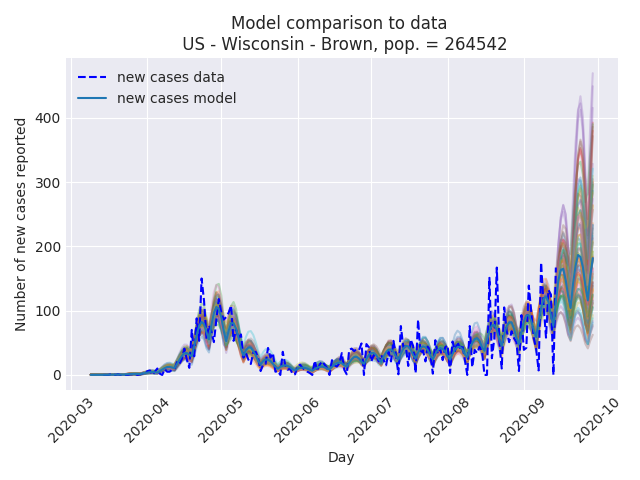 Model comparison to data
US - Wisconsin - Brown, pop. = 264542
new cases data
new cases model
Number of new cases reported
400
300
200
100
0
2020-03
2020-04
2020-05
2020-06
2020-07
2020-08
2020-09
2020-10
Day